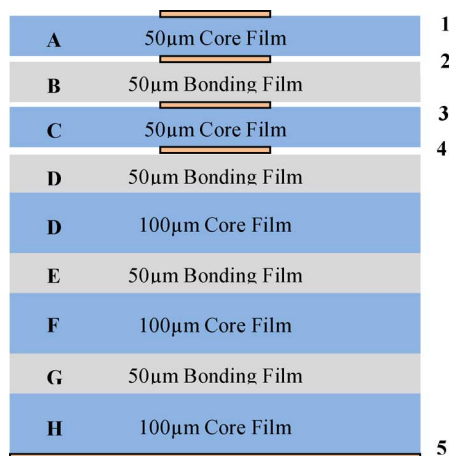 1
A 50µm Core Film
2
B 50µm Bonding Film
3
C 50µm Core Film
4
D 50µm Bonding Film
D 100µm Core Film
E 50µm Bonding Film
F 100µm Core Film
G 50µm Bonding Film
H 100µm Core Film
5